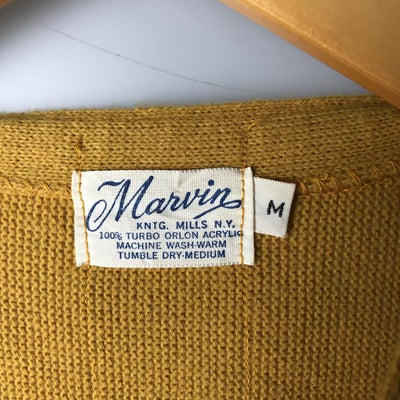 Marvin
KNTG. MILLS N.Y.
100% TURBO ORLON ACRYLIC
MACHINE WASH-WARM
TUMBLE DRY-MEDIUM
M